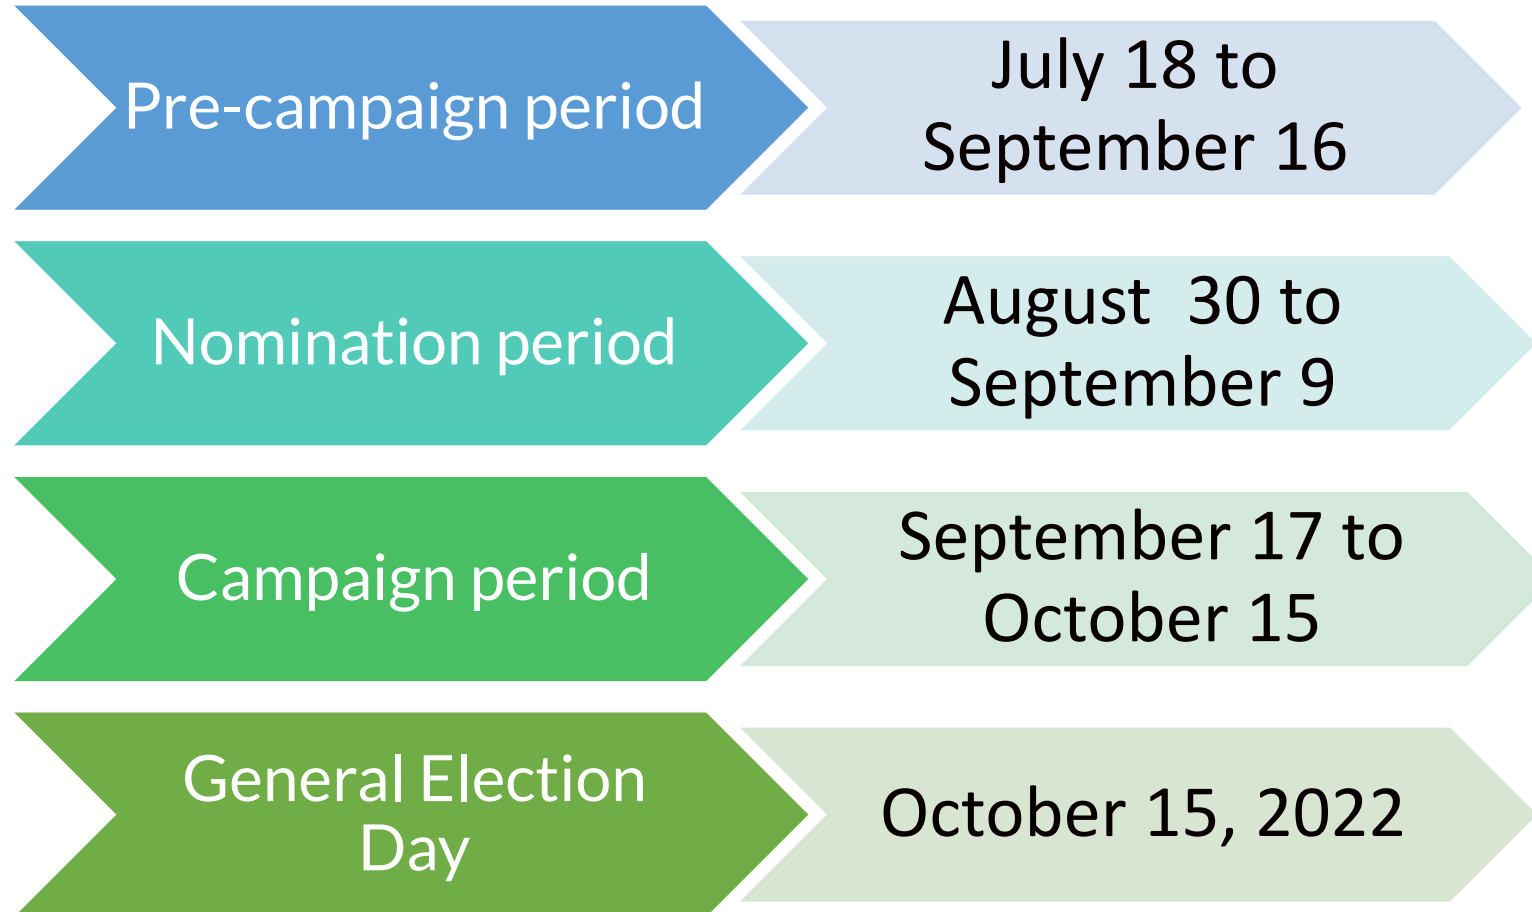 Pre-campaign period
July 18 to
September 16
Nomination period
August  30 to
September 9
Campaign period
September 17 to
October 15
General Election
Day
October 15, 2022